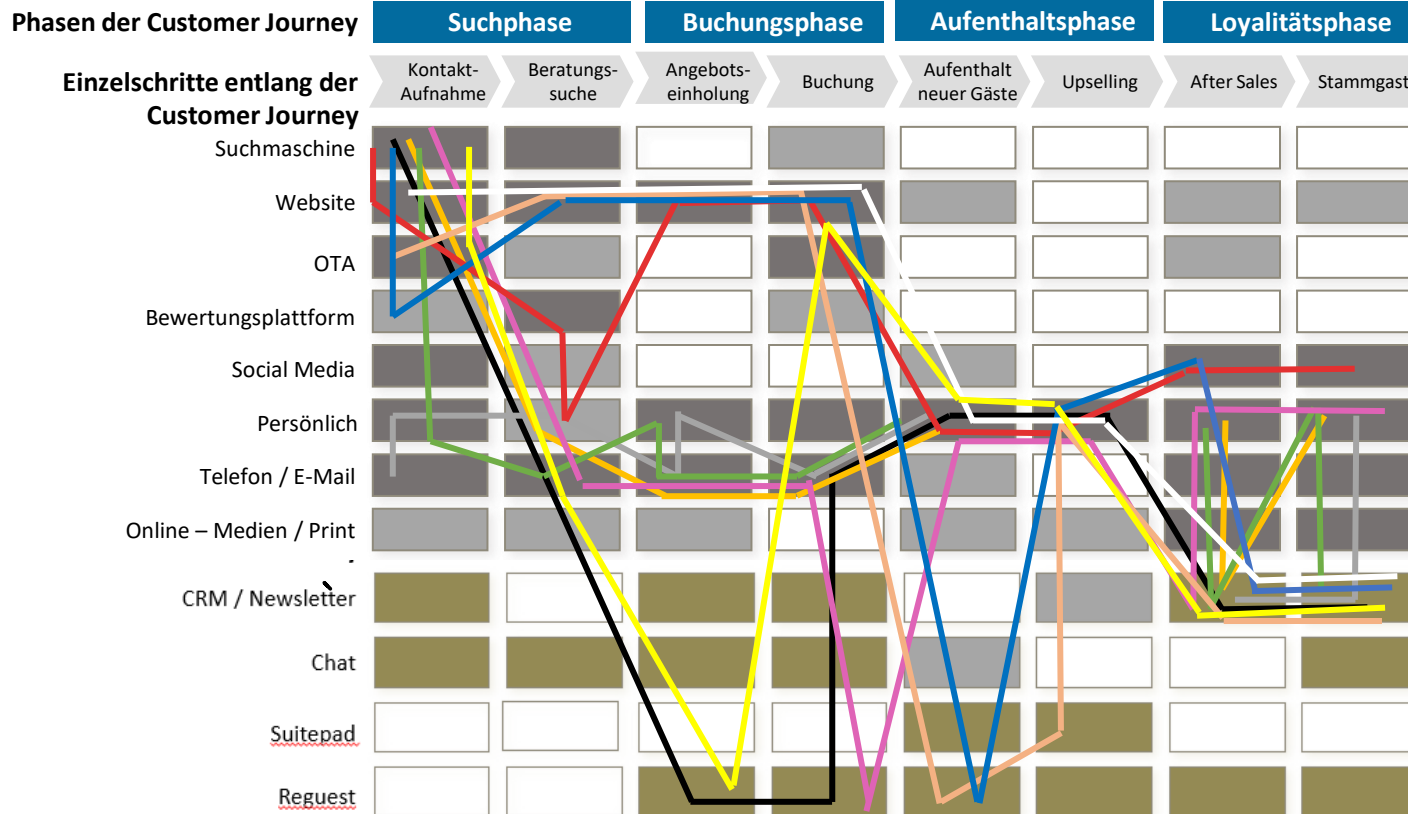 Phasen der Customer Journey
Suchphase
Buchungsphase
Aufenthaltsphase
Loyalitätsphase
Einzelschritte entlang der
Customer Journey
Kontakt-
Aufnahme
Beratungs-
suche
Angebots-
einholung
Buchung
Aufenthalt
neuer Gäste
Upselling
After Sales
Stammgast
Suchmaschine
Website
OTA
Bewertungsplattform
Social Media
Persönlich
Telefon / E-Mail
Online – Medien / Print
CRM / Newsletter
Chat
Suitepad
Reguest